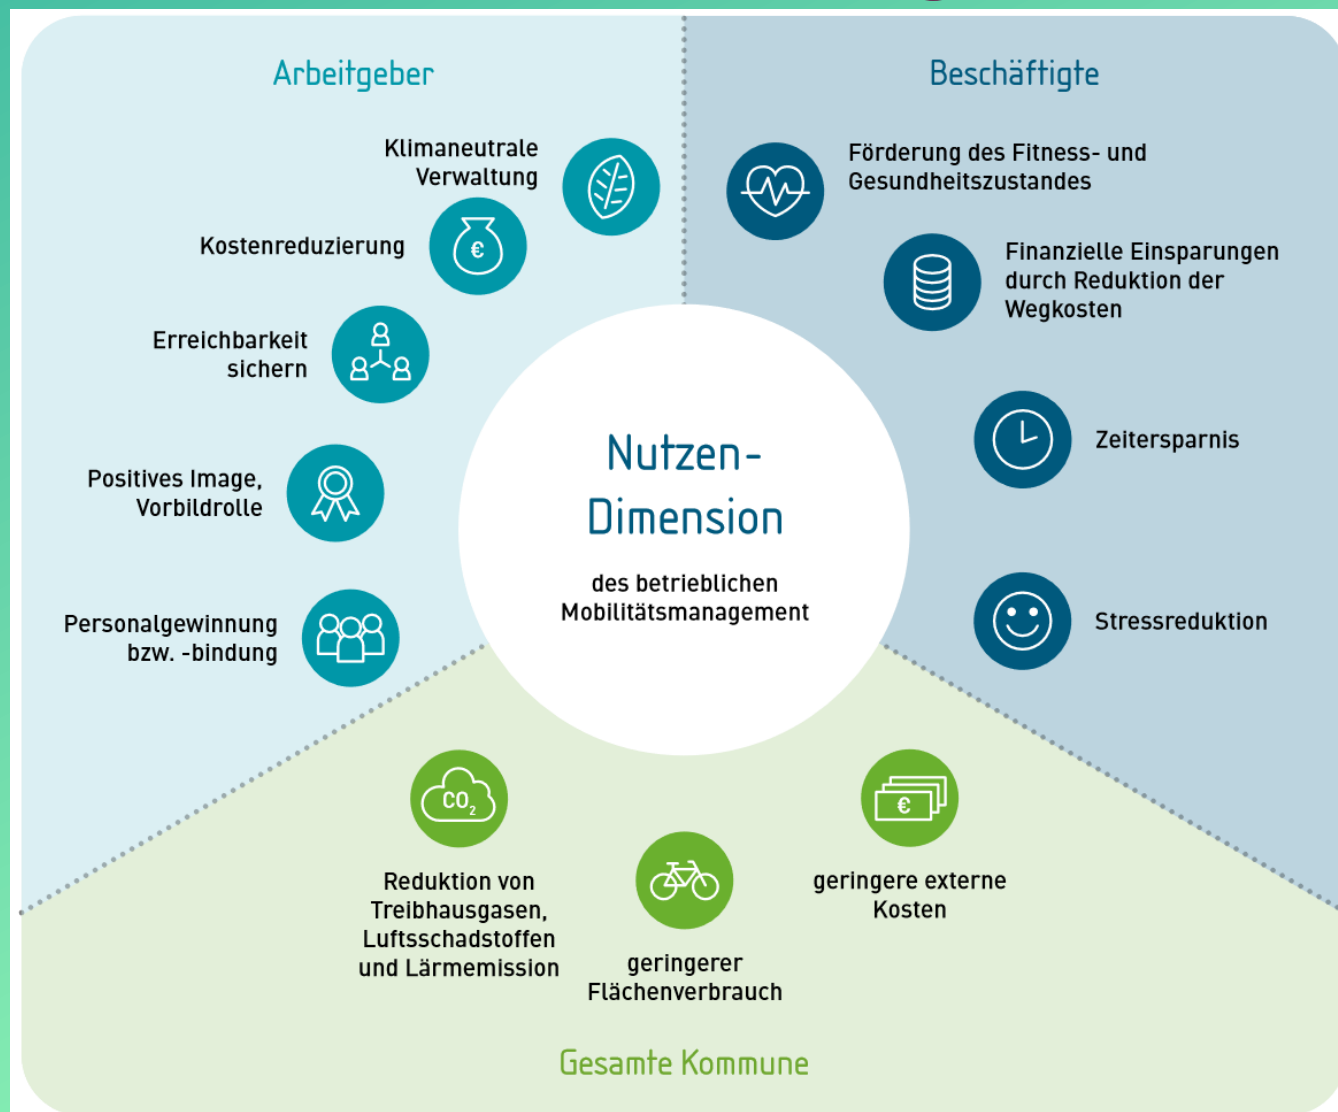 Arbeitgeber
Klimaneutrale
Verwaltung
Kostenreduzierung
€
Erreichbarkeit
sichern
Positives Image,
Vorbildrolle
Personalgewinnung
bzw. -bindung
Beschäftigte
Förderung des Fitness- und
Gesundheitszustandes
Finanzielle Einsparungen
durch Reduktion der
Wegkosten
Zeitersparnis
Stressreduktion
Nutzen-
Dimension
des betrieblichen
Mobilitätsmanagement
CO₂
Reduktion von
Treibhausgasen,
Luftsschadstoffen
und Lärmemission
geringerer
Flächenverbrauch
€
geringere externe
Kosten
Gesamte Kommune